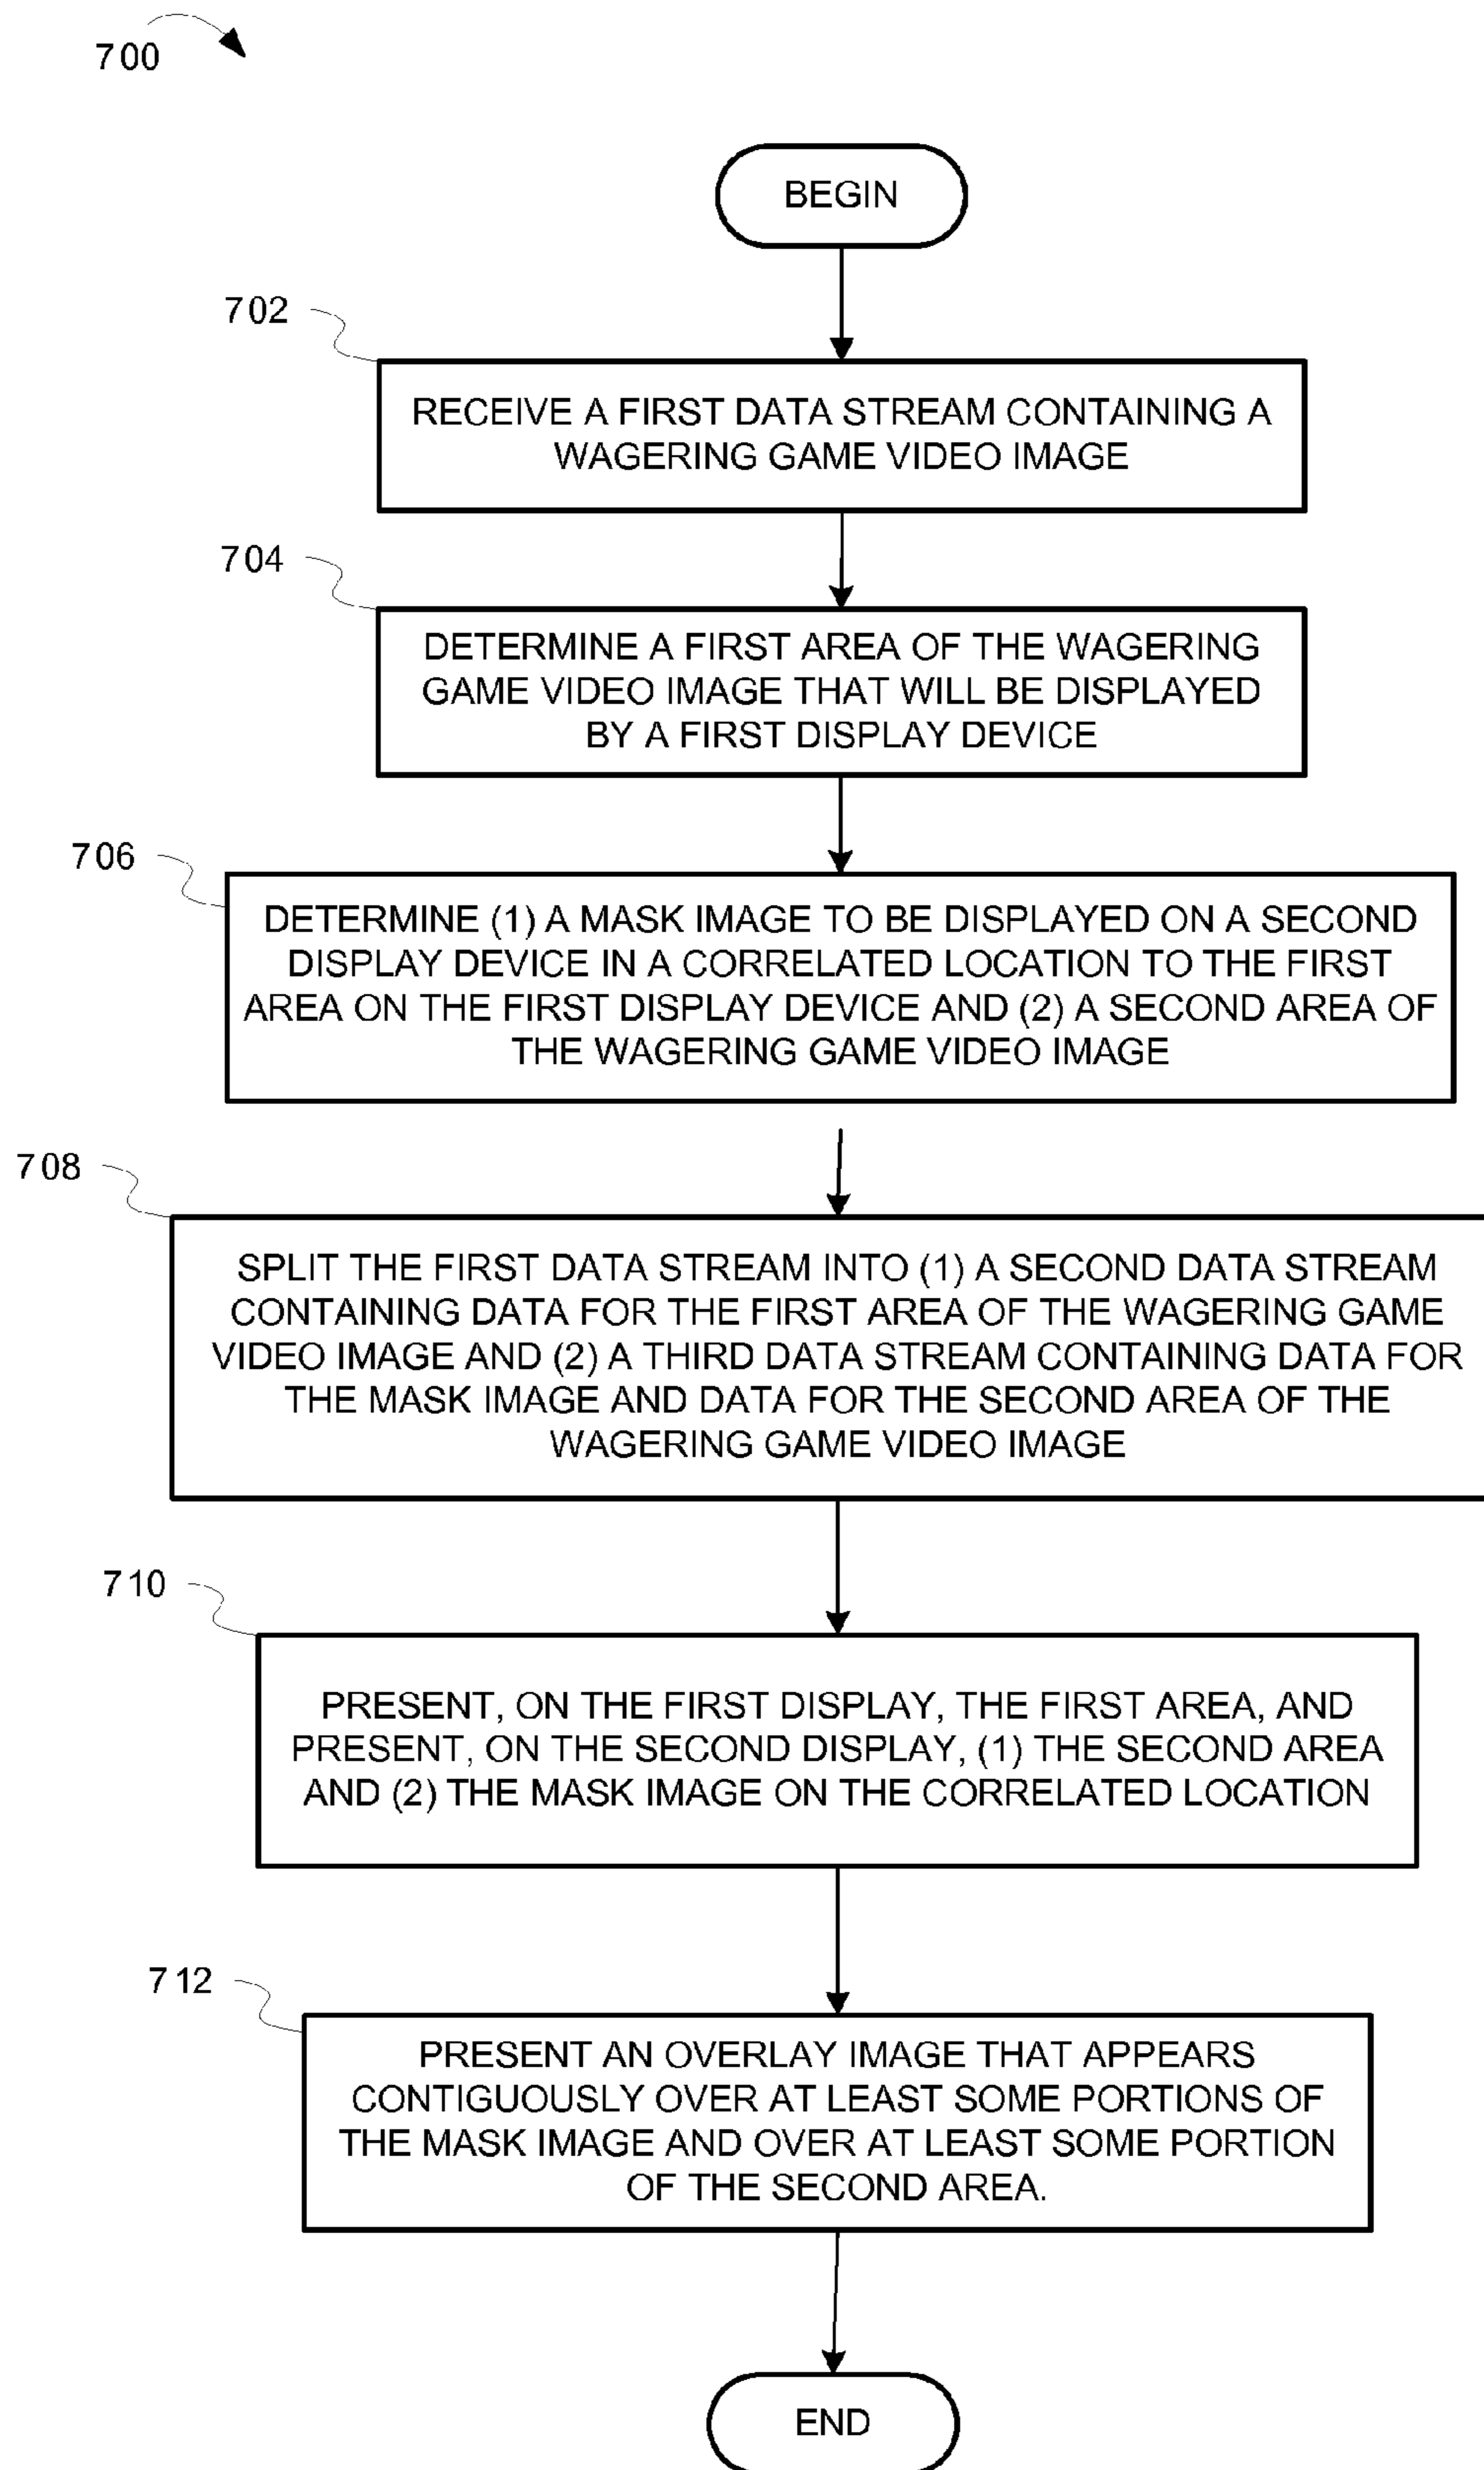 700
BEGIN
702
RECEIVE A FIRST DATA STREAM CONTAINING A
WAGERING GAME VIDEO IMAGE
704
DETERMINE A FIRST AREA OF THE WAGERING
GAME VIDEO IMAGE THAT WILL BE DISPLAYED
BY A FIRST DISPLAY DEVICE
706
DETERMINE (1) A MASK IMAGE TO BE DISPLAYED ON A SECOND
DISPLAY DEVICE IN A CORRELATED LOCATION TO THE FIRST
AREA ON THE FIRST DISPLAY DEVICE AND (2) A SECOND AREA OF
THE WAGERING GAME VIDEO IMAGE
708
SPLIT THE FIRST DATA STREAM INTO (1) A SECOND DATA STREAM
CONTAINING DATA FOR THE FIRST AREA OF THE WAGERING GAME
VIDEO IMAGE AND (2) A THIRD DATA STREAM CONTAINING DATA FOR
THE MASK IMAGE AND DATA FOR THE SECOND AREA OF THE
WAGERING GAME VIDEO IMAGE
710
PRESENT, ON THE FIRST DISPLAY, THE FIRST AREA, AND
PRESENT, ON THE SECOND DISPLAY, (1) THE SECOND AREA
AND (2) THE MASK IMAGE ON THE CORRELATED LOCATION
712
PRESENT AN OVERLAY IMAGE THAT APPEARS
CONTIGUOUSLY OVER AT LEAST SOME PORTIONS OF
THE MASK IMAGE AND OVER AT LEAST SOME PORTION
OF THE SECOND AREA.
END